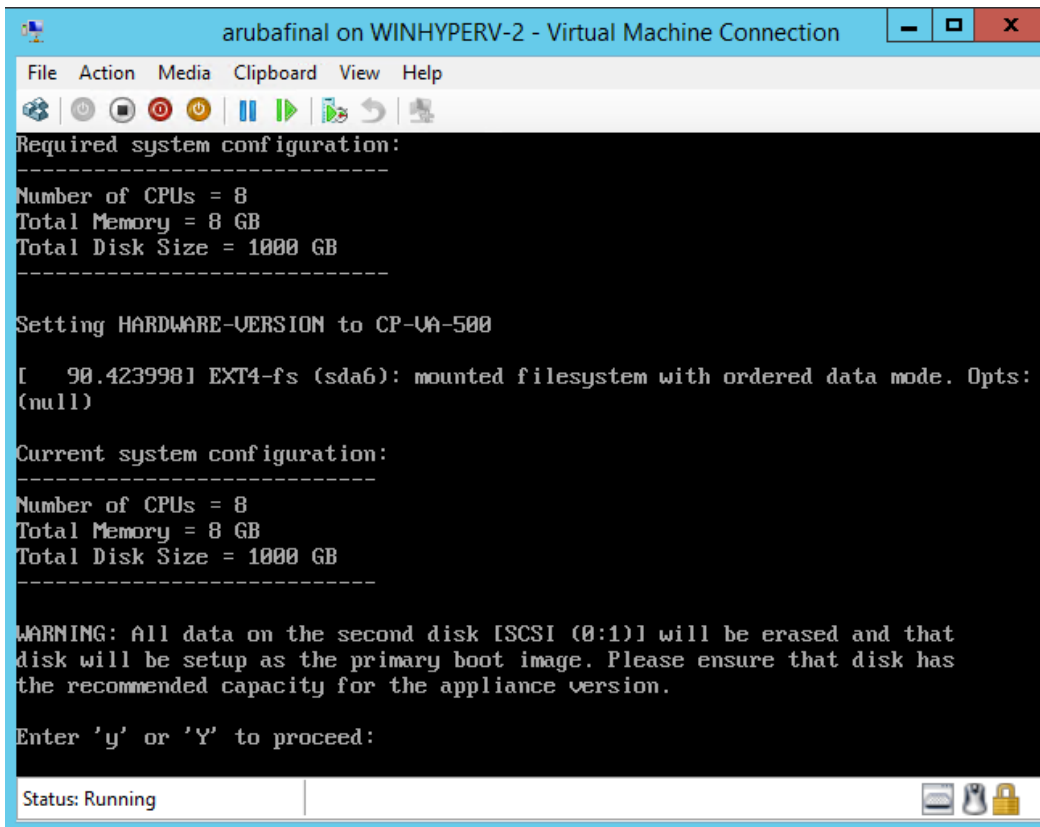 arubafinal on WINHYPERV-2 - Virtual Machine Connection
File Action Media Clipboard View Help
Required system configuration:
-----------------------------
Number of CPUs = 8
Total Memory = 8 GB
Total Disk Size = 1000 GB
-----------------------------
Setting HARDWARE-VERSION to CP-VA-500
[   90.423998] EXT4-fs (sda6): mounted filesystem with ordered data mode. Opts:
(null)
Current system configuration:
----------------------------
Number of CPUs = 8
Total Memory = 8 GB
Total Disk Size = 1000 GB
----------------------------
WARNING: All data on the second disk [SCSI (0:1)] will be erased and that
disk will be setup as the primary boot image. Please ensure that disk has
the recommended capacity for the appliance version.
Enter 'y' or 'Y' to proceed:
Status: Running